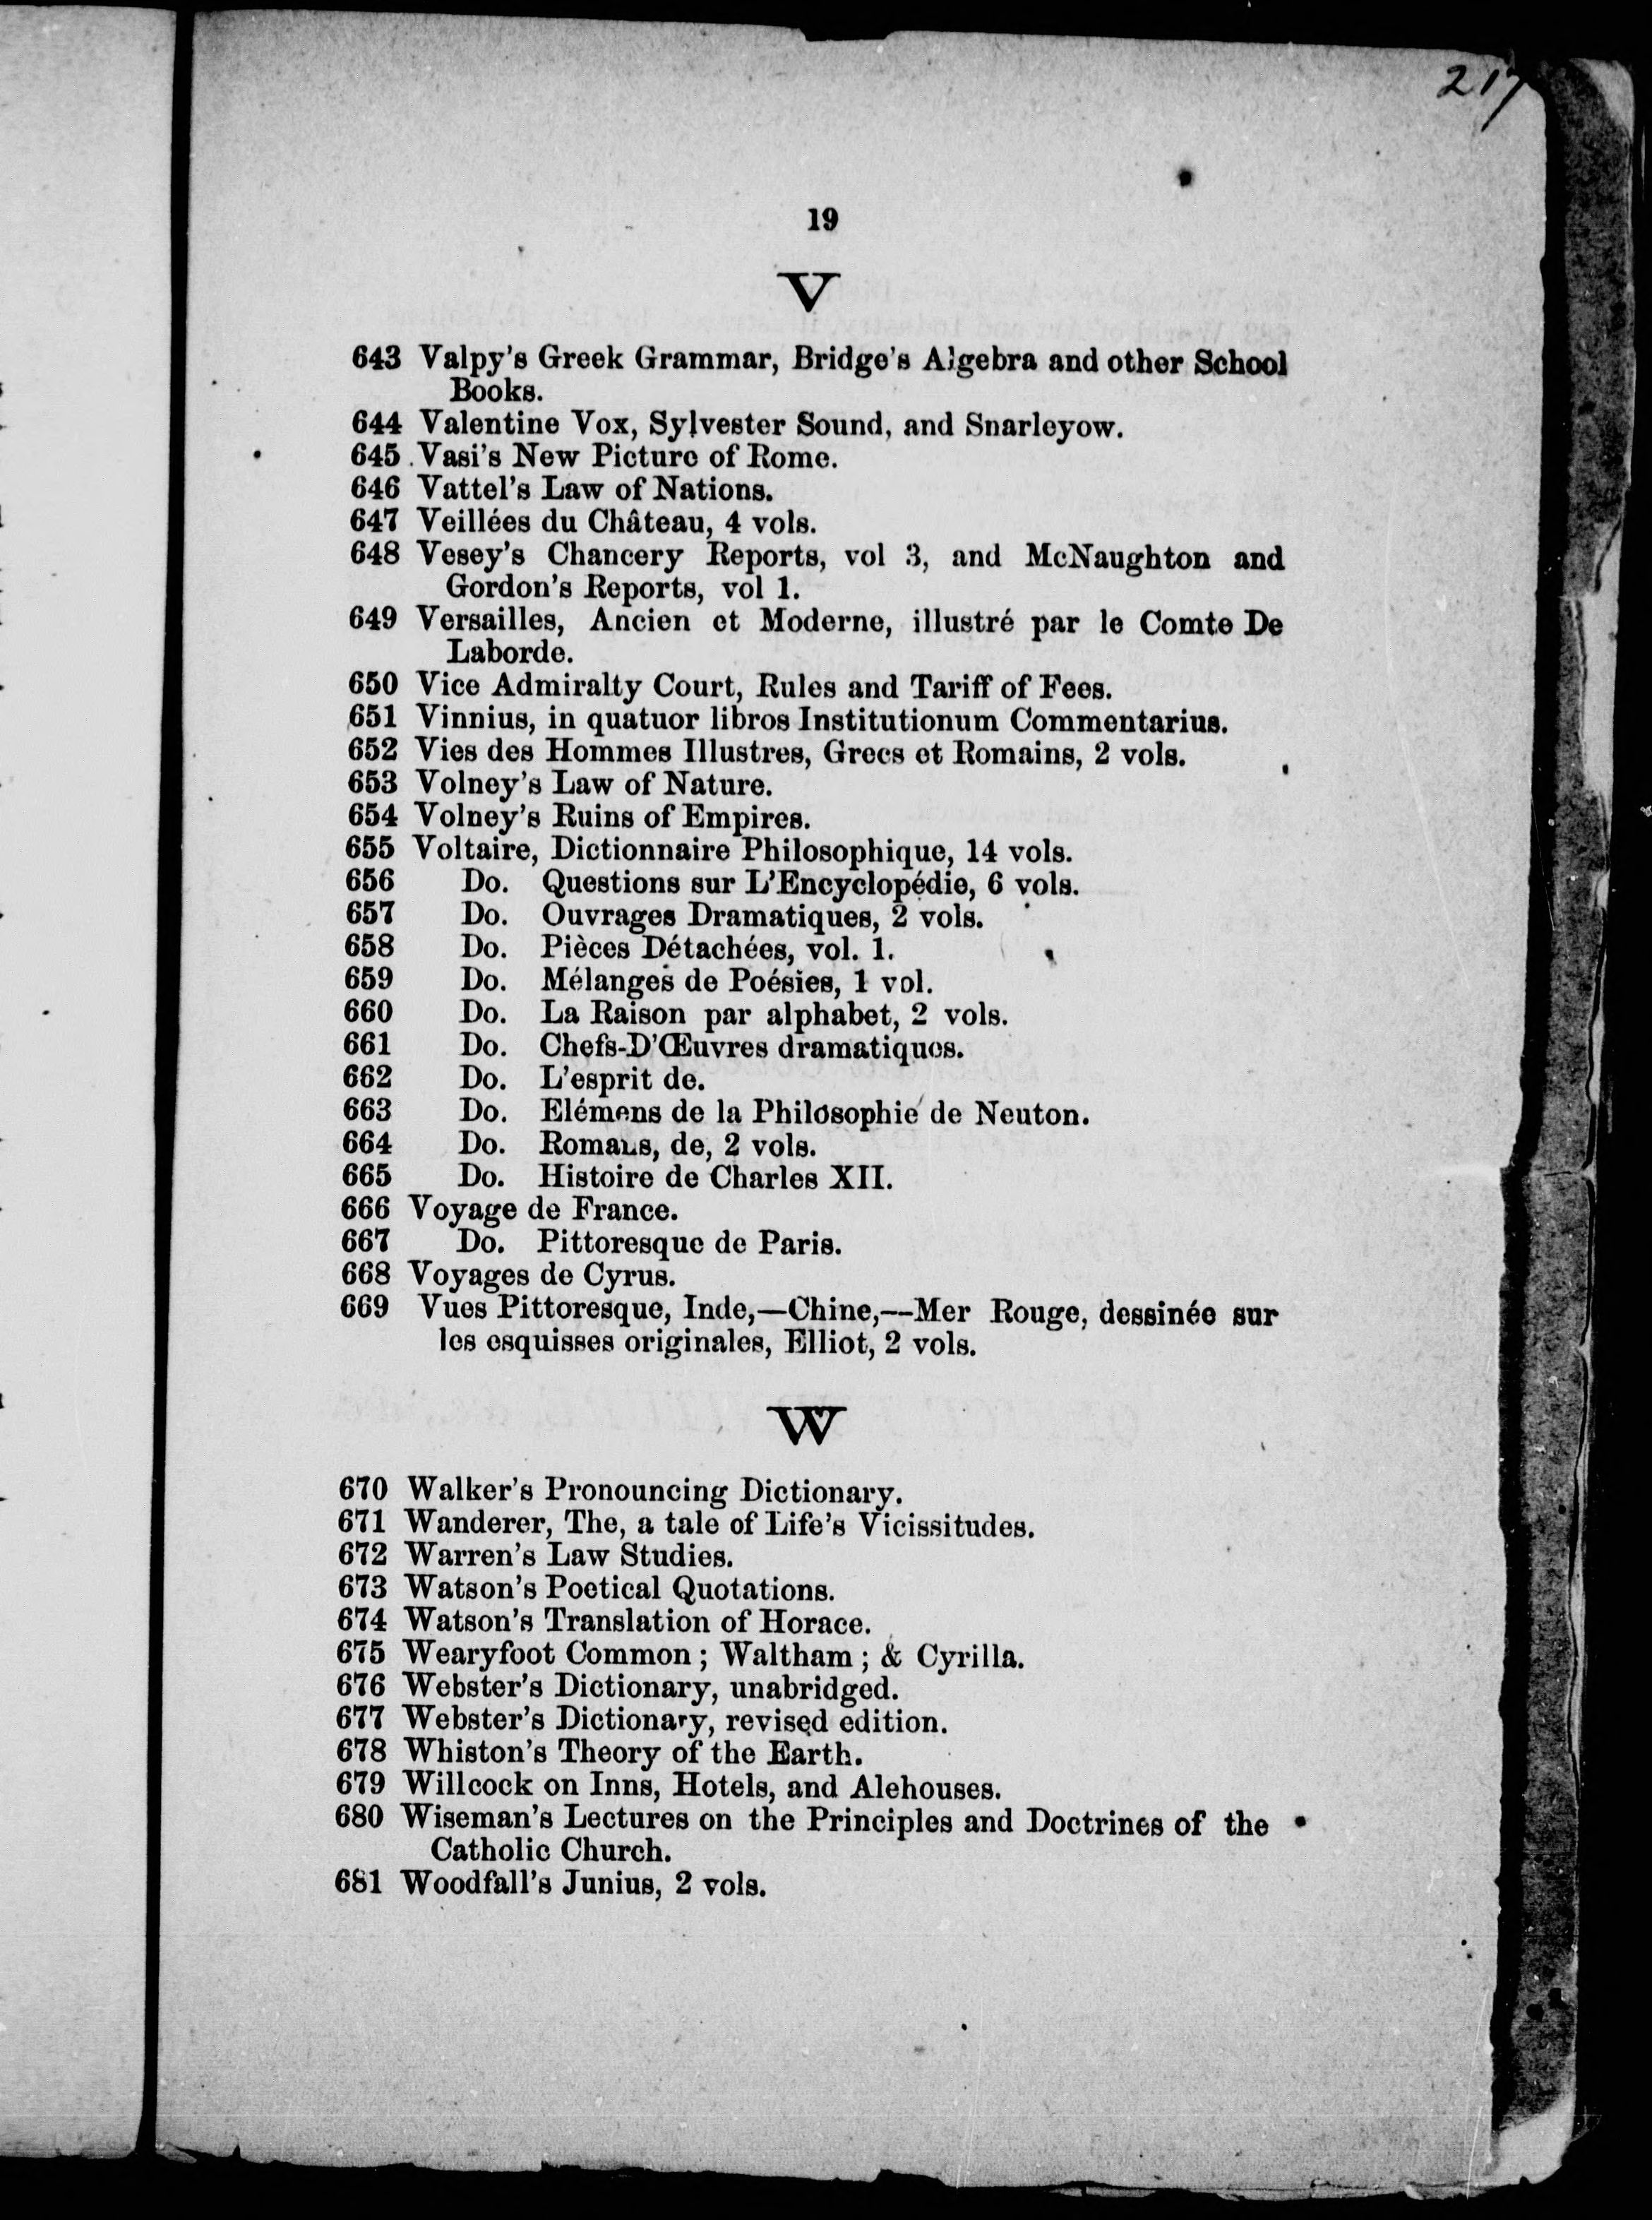 217
19
V
643 Valpy's Greek Grammar, Bridge's Algebra and other School
Books.
644 Valentine Vox, Sylvester Sound, and Snarleyow.
645 Vasi's New Picture of Rome.
646 Vattel's Law of Nations.
647 Veillées du Château, 4 vols.
648 Vesey's Chancery Reports, vol 3, and McNaughton and
Gordon's Reports, vol 1.
649 Versailles, Ancien et Moderne, illustré par le Comte De
Laborde.
650 Vice Admiralty Court, Rules and Tariff of Fees.
651 Vinnius, in quatuor libros Institutionum Commentarius.
652 Vies des Hommes Illustres, Grecs et Romains, 2 vols.
653 Volney's Law of Nature.
654 Volney's Ruins of Empires.
655 Voltaire, Dictionnaire Philosophique, 14 vols.
656 Do. Questions sur L'Encyclopédie, 6 vols.
657 Do. Ouvrages Dramatiques, 2 vols.
658 Do. Pièces Détachées, vol. 1.
659 Do. Mélanges de Poésies, 1 vol.
660 Do. La Raison par alphabet, 2 vols.
661 Do. Chefs-D'Œuvres dramatiques.
662 Do. L'esprit de.
663 Do. Elémens de la Philosophie de Neuton.
664 Do. Romans, de, 2 vols.
665 Do. Histoire de Charles XII.
666 Voyage de France.
667 Do. Pittoresque de Paris.
668 Voyages de Cyrus.
669 Vues Pittoresque, Inde,—Chine,—Mer Rouge, dessinée sur
les esquisses originales, Elliot, 2 vols.
W
670 Walker's Pronouncing Dictionary.
671 Wanderer, The, a tale of Life's Vicissitudes.
672 Warren's Law Studies.
673 Watson's Poetical Quotations.
674 Watson's Translation of Horace.
675 Wearyfoot Common; Waltham; & Cyrilla.
676 Webster's Dictionary, unabridged.
677 Webster's Dictionary, revised edition.
678 Whiston's Theory of the Earth.
679 Willcock on Inns, Hotels, and Alehouses.
680 Wiseman's Lectures on the Principles and Doctrines of the
Catholic Church.
681 Woodfall's Junius, 2 vols.